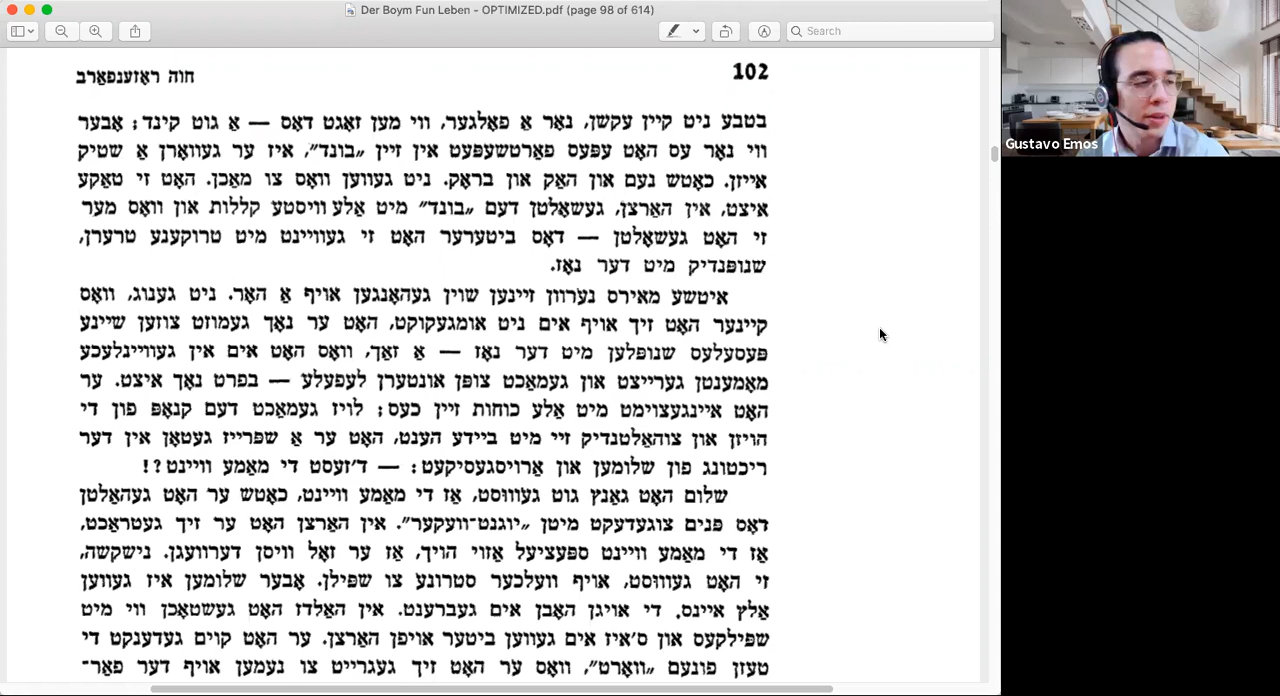 Der Boym Fun Leben - OPTIMIZED.pdf (page 98 of 614)
Search
Gustavo Emos
חוה ראָזענפאַרב 102
בטבע ניט קיין עקשן, נאָר אַ פאָלגער, ווי מען זאָגט דאָס — אַ גוט קינד; אָבער
ווי נאָר עס האָט עפּעס פאַרטשעפּעט אין זיין „בונד”, איז ער געוואָרן אַ שטיק
אייזן. כאָטש נעם און האַק און בראָק. ניט געווען וואָס צו מאַכן. האָט זי טאַקע
איצט, אין האַרצן, געשאָלטן דעם „בונד” מיט אַלע וויסטע קללות און וואָס מער
זי האָט געשאָלטן — דאָס ביטערער האָט זי געוויינט מיט טרוקענע טרערן,
שנופּנדיק מיט דער נאָז.
איטשע מאירס נערוון זיינען שוין געהאָנגען אויף אַ האָר. ניט גענוג, וואָס
קיינער האָט זיך אויף אים ניט אומגעקוקט, האָט ער נאָך געמוזט צוזען שיינע
פּעסעלעס שנופּלען מיט דער נאָז — אַ זאַך, וואָס האָט אים אין געוויינלעכע
מאָמענטן גערייצט און געמאַכט צופּן אונטערן לעפעלע — בפרט נאָך איצט. ער
האָט איינגעצוימט מיט אַלע כוחות זיין כעס; לויז געמאַכט דעם קנאָפּ פון די
הויזן און צוהאַלטנדיק זיי מיט ביידע הענט, האָט ער אַ שפּרייז געטאָן אין דער
ריכטונג פון שלומען און אַרויסגעסיקעט: — ד׳זעסט די מאַמע וויינט?!
שלום האָט גאַנץ גוט געוווּסט, אַז די מאַמע וויינט, כאָטש ער האָט געהאַלטן
דאָס פּנים צוגעדעקט מיטן „יוגנט־וועקער”. אין האַרצן האָט ער זיך געטראַכט,
אַז די מאַמע וויינט ספּעציעל אַזוי הויך, אַז ער זאָל וויסן דערוועגן. נישקשה,
זי האָט געוווּסט, אויף וועלכער סטרונע צו שפּילן. אָבער שלומען איז געווען
אַלץ איינס. די אויגן האָבן אים געברענט. אין האַלדז האָט געשטאָכן ווי מיט
שפּילקעס און ס׳איז אים געווען ביטער אויפן האַרצן. ער האָט קוים געדענקט די
טעזן פונעם „וואָרט”, וואָס ער האָט זיך געגרייט צו נעמען אויף דער פאַר־